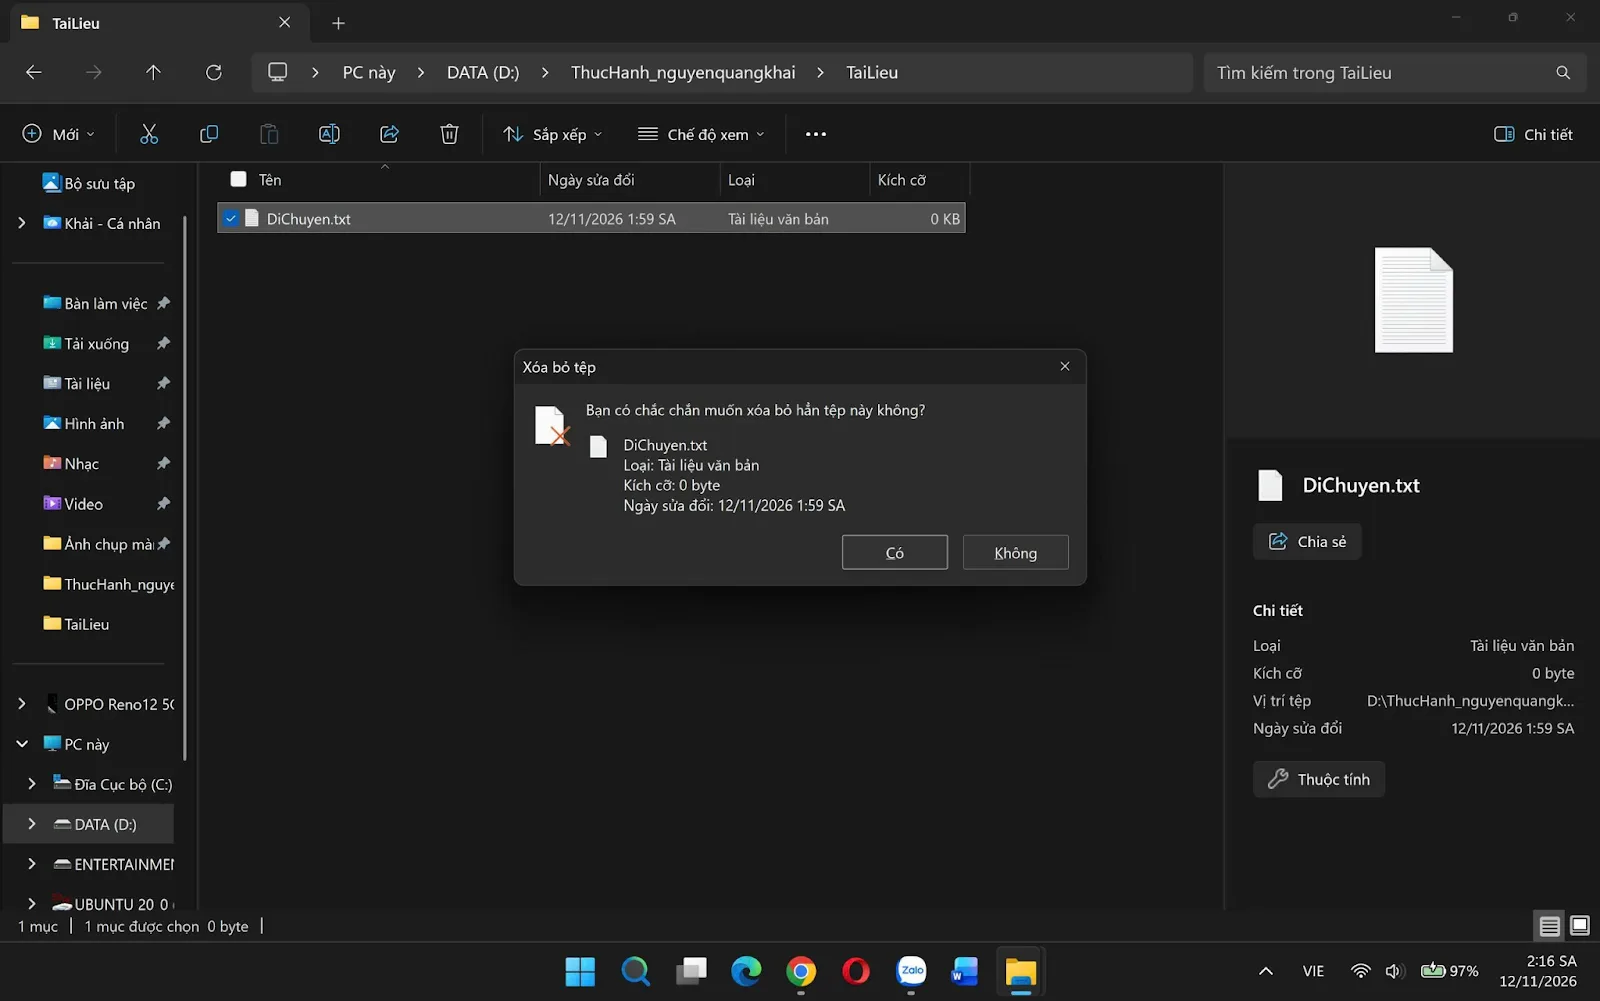 TaiLieu
PC này > DATA (D:) > ThucHanh_nguyenquangkhai > TaiLieu
Tìm kiếm trong TaiLieu
Mới
Sắp xếp
Chế độ xem
Chi tiết
Bộ sưu tập
Khải - Cá nhân
Bàn làm việc
Tải xuống
Tài liệu
Hình ảnh
Nhạc
Video
Ảnh chụp mà
ThucHanh_nguye
TaiLieu
OPPO Reno12 5G
PC này
Đĩa Cục bộ (C:)
DATA (D:)
ENTERTAINMEN
UBUNTU 20_0 (
Tên Ngày sửa đổi Loại Kích cỡ
DiChuyen.txt 12/11/2026 1:59 SA Tài liệu văn bản 0 KB
Xóa bỏ tệp
Bạn có chắc chắn muốn xóa bỏ hẳn tệp này không?
DiChuyen.txt
Loại: Tài liệu văn bản
Kích cỡ: 0 byte
Ngày sửa đổi: 12/11/2026 1:59 SA
Có
Không
DiChuyen.txt
Chia sẻ
Chi tiết
Loại Tài liệu văn bản
Kích cỡ 0 byte
Vị trí tệp D:\ThucHanh_nguyenquangk...
Ngày sửa đổi 12/11/2026 1:59 SA
Thuộc tính
1 mục 1 mục được chọn 0 byte
Zalo
W
VIE
97%
2:16 SA
12/11/2026